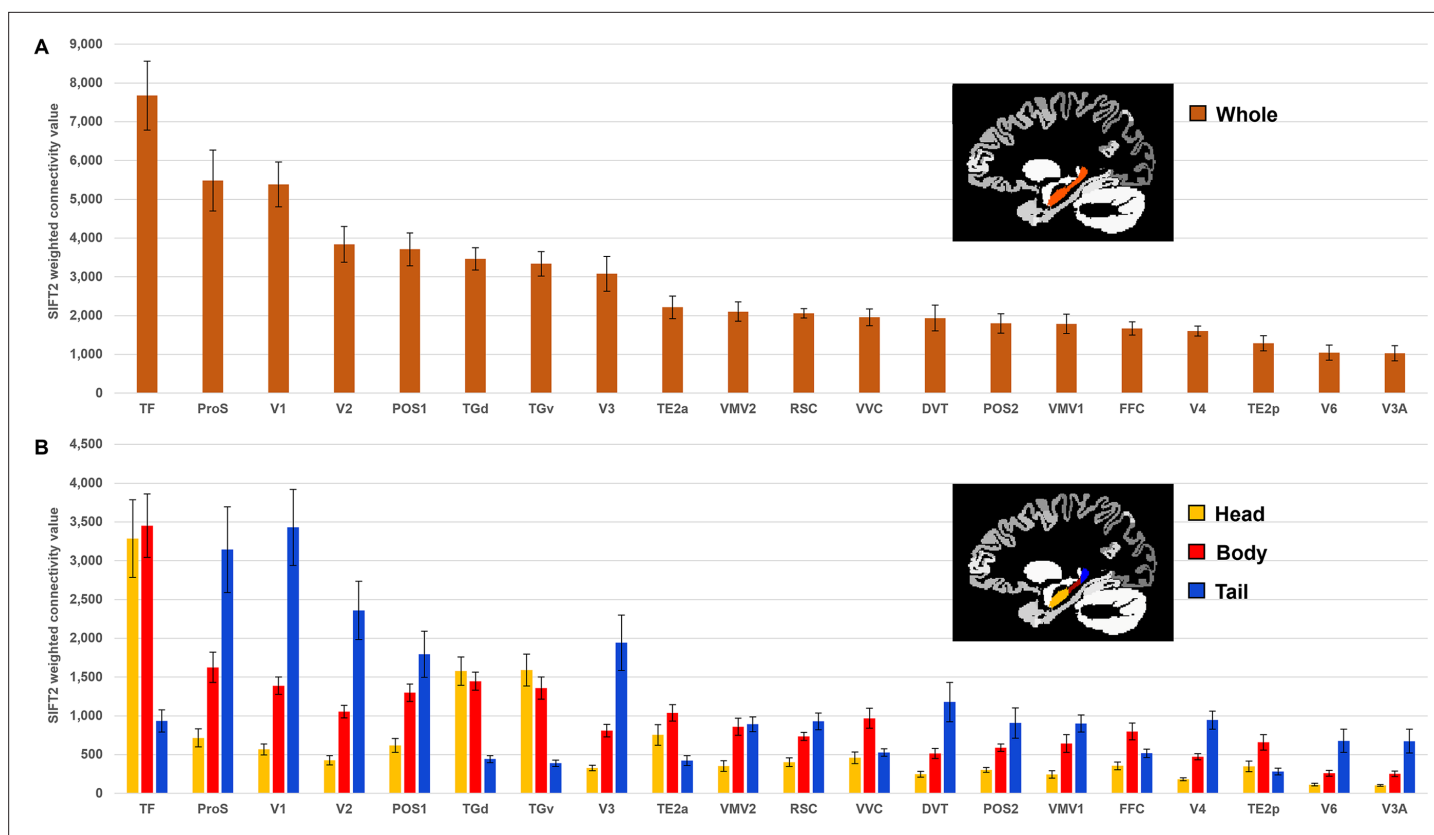 A
SIFT2 weighted connectivity value
9,000
8,000
7,000
6,000
5,000
4,000
3,000
2,000
1,000
0
TF ProS V1 V2 POS1 TGd TGv V3 TE2a VMV2 RSC VVC DVT POS2 VMV1 FFC V4 TE2p V6 V3A
Whole
B
SIFT2 weighted connectivity value
4,500
4,000
3,500
3,000
2,500
2,000
1,500
1,000
500
0
TF ProS V1 V2 POS1 TGd TGv V3 TE2a VMV2 RSC VVC DVT POS2 VMV1 FFC V4 TE2p V6 V3A
Head
Body
Tail